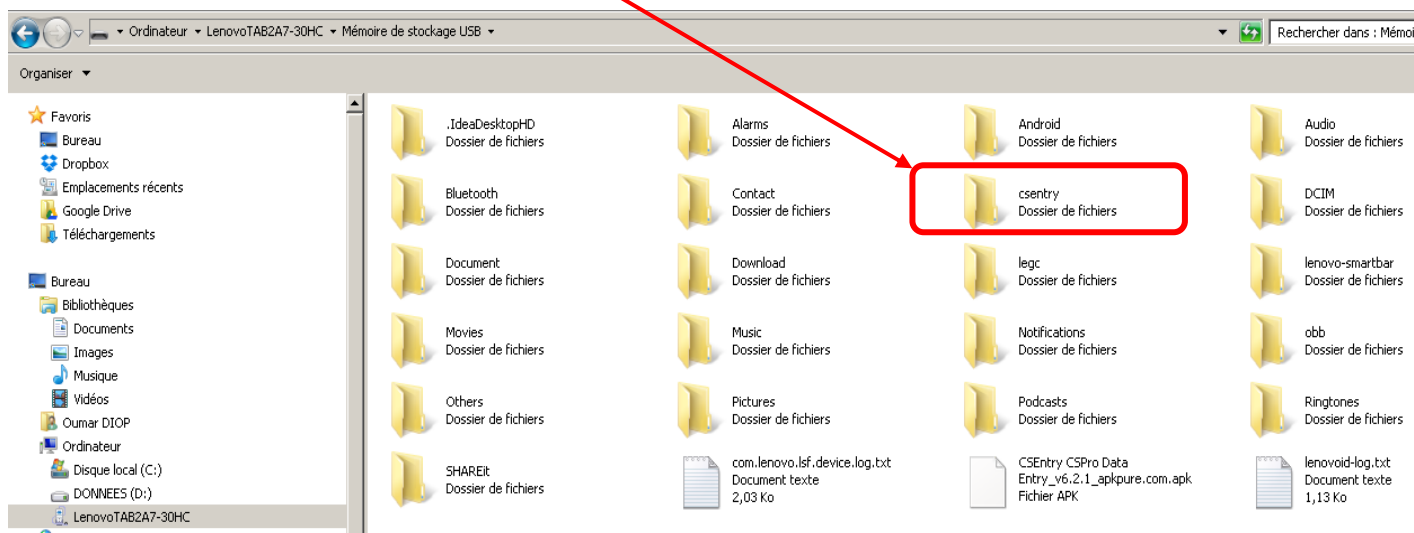 Ordinateur LenovoTAB2A7-30HC Mémoire de stockage USB
Rechercher dans : Mémoi
Organiser
Favoris
Bureau
Dropbox
Emplacements récents
Google Drive
Téléchargements
Bureau
Bibliothèques
Documents
Images
Musique
Vidéos
Oumar DIOP
Ordinateur
Disque local (C:)
DONNEES (D:)
LenovoTAB2A7-30HC
.IdeaDesktopHD
Dossier de fichiers
Alarms
Dossier de fichiers
Android
Dossier de fichiers
Audio
Dossier de fichiers
Bluetooth
Dossier de fichiers
Contact
Dossier de fichiers
csentry
Dossier de fichiers
DCIM
Dossier de fichiers
Document
Dossier de fichiers
Download
Dossier de fichiers
legc
Dossier de fichiers
lenovo-smartbar
Dossier de fichiers
Movies
Dossier de fichiers
Music
Dossier de fichiers
Notifications
Dossier de fichiers
obb
Dossier de fichiers
Others
Dossier de fichiers
Pictures
Dossier de fichiers
Podcasts
Dossier de fichiers
Ringtones
Dossier de fichiers
SHAREit
Dossier de fichiers
com.lenovo.lsf.device.log.txt
Document texte
2,03 Ko
CSEntry CSPro Data
Entry_v6.2.1_apkpure.com.apk
Fichier APK
lenovoid-log.txt
Document texte
1,13 Ko